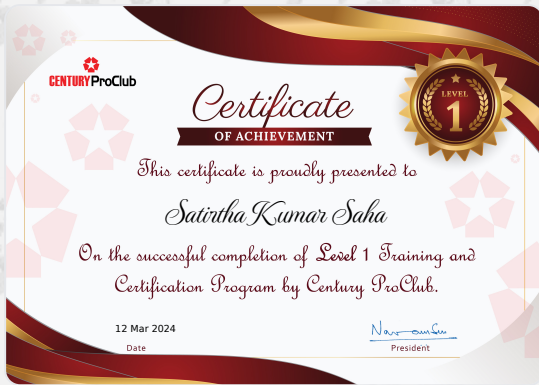 CENTURY ProClub
Certificate
OF ACHIEVEMENT
LEVEL
1
This certificate is proudly presented to
Satirtha Kumar Saha
On the successful completion of Level 1 Training and
Certification Program by Century ProClub.
12 Mar 2024
Date
President